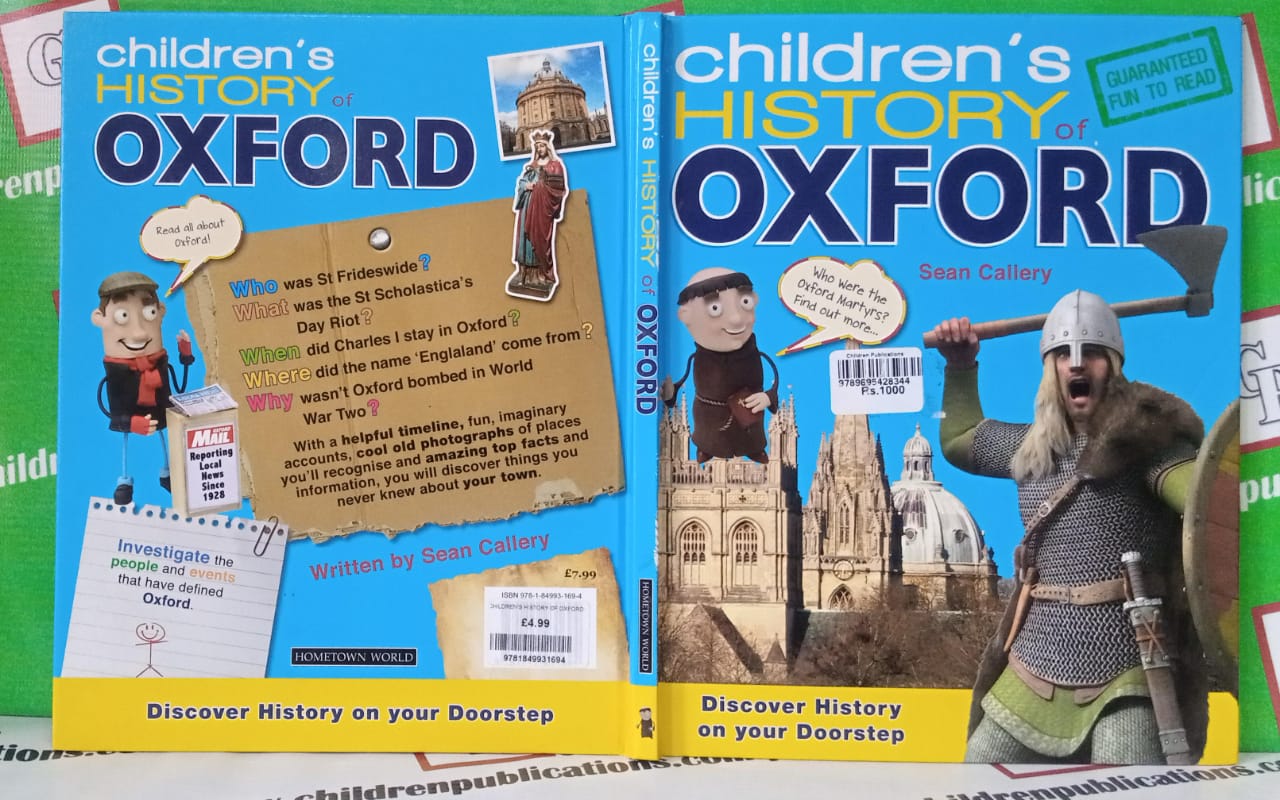 children's
HISTORY of
OXFORD
Read all about
Oxford!
Who was St Frideswide?
What was the St Scholastica's
Day Riot?
When did Charles I stay in Oxford?
Where did the name 'Englaland' come from?
Why wasn't Oxford bombed in World
War Two?
With a helpful timeline, fun, imaginary
accounts, cool old photographs of places
you'll recognise and amazing top facts and
information, you will discover things you
never knew about your town.
OXFORD
MAIL
Reporting
Local
News
Since
1928
Investigate the
people and events
that have defined
Oxford.
Written by Sean Callery
£7.99
ISBN 978-1-84993-169-4
CHILDREN'S HISTORY OF OXFORD
£4.99
9781849931694
HOMETOWN WORLD
Discover History on your Doorstep
children's HISTORY of OXFORD
HOMETOWN WORLD
children's
HISTORY of
OXFORD
GUARANTEED
FUN TO READ
Sean Callery
Who were the
Oxford Martyrs?
Find out more...
Children Publications
9789695428344
Rs.1000
Discover History
on your Doorstep
childrenpublications.com